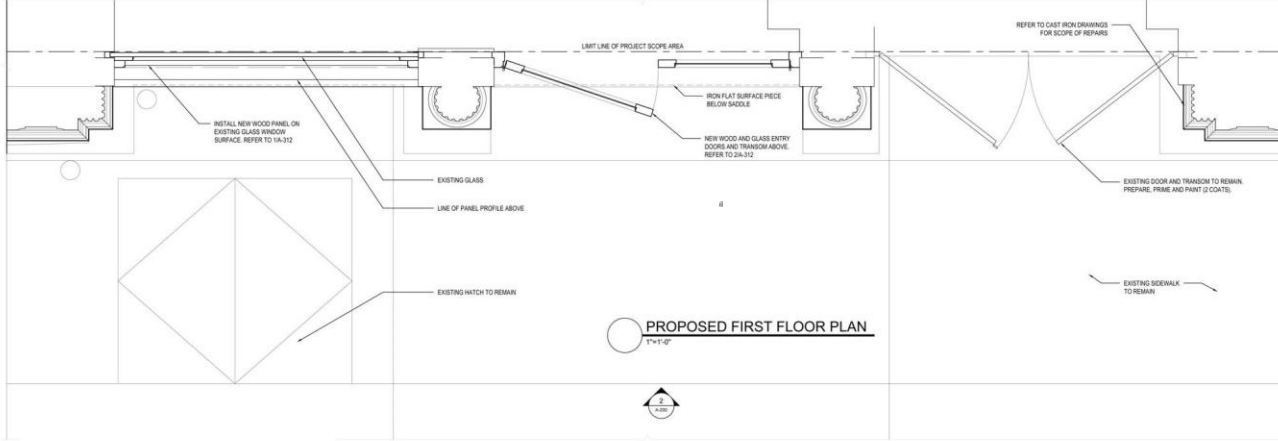 REFER TO CAST IRON DRAWINGS
FOR SCOPE OF REPAIRS
LIMIT LINE OF PROJECT SCOPE AREA
IRON FLAT SURFACE PIECE
BELOW SADDLE
INSTALL NEW WOOD PANEL ON
EXISTING GLASS WINDOW
SURFACE. REFER TO 1/A-312
NEW WOOD AND GLASS ENTRY
DOORS AND TRANSOM ABOVE.
REFER TO 2/A-312
EXISTING GLASS
EXISTING DOOR AND TRANSOM TO REMAIN.
PREPARE, PRIME AND PAINT (2 COATS).
LINE OF PANEL PROFILE ABOVE
EXISTING HATCH TO REMAIN
EXISTING SIDEWALK
TO REMAIN
PROPOSED FIRST FLOOR PLAN
1"=1'-0"
2
A-200